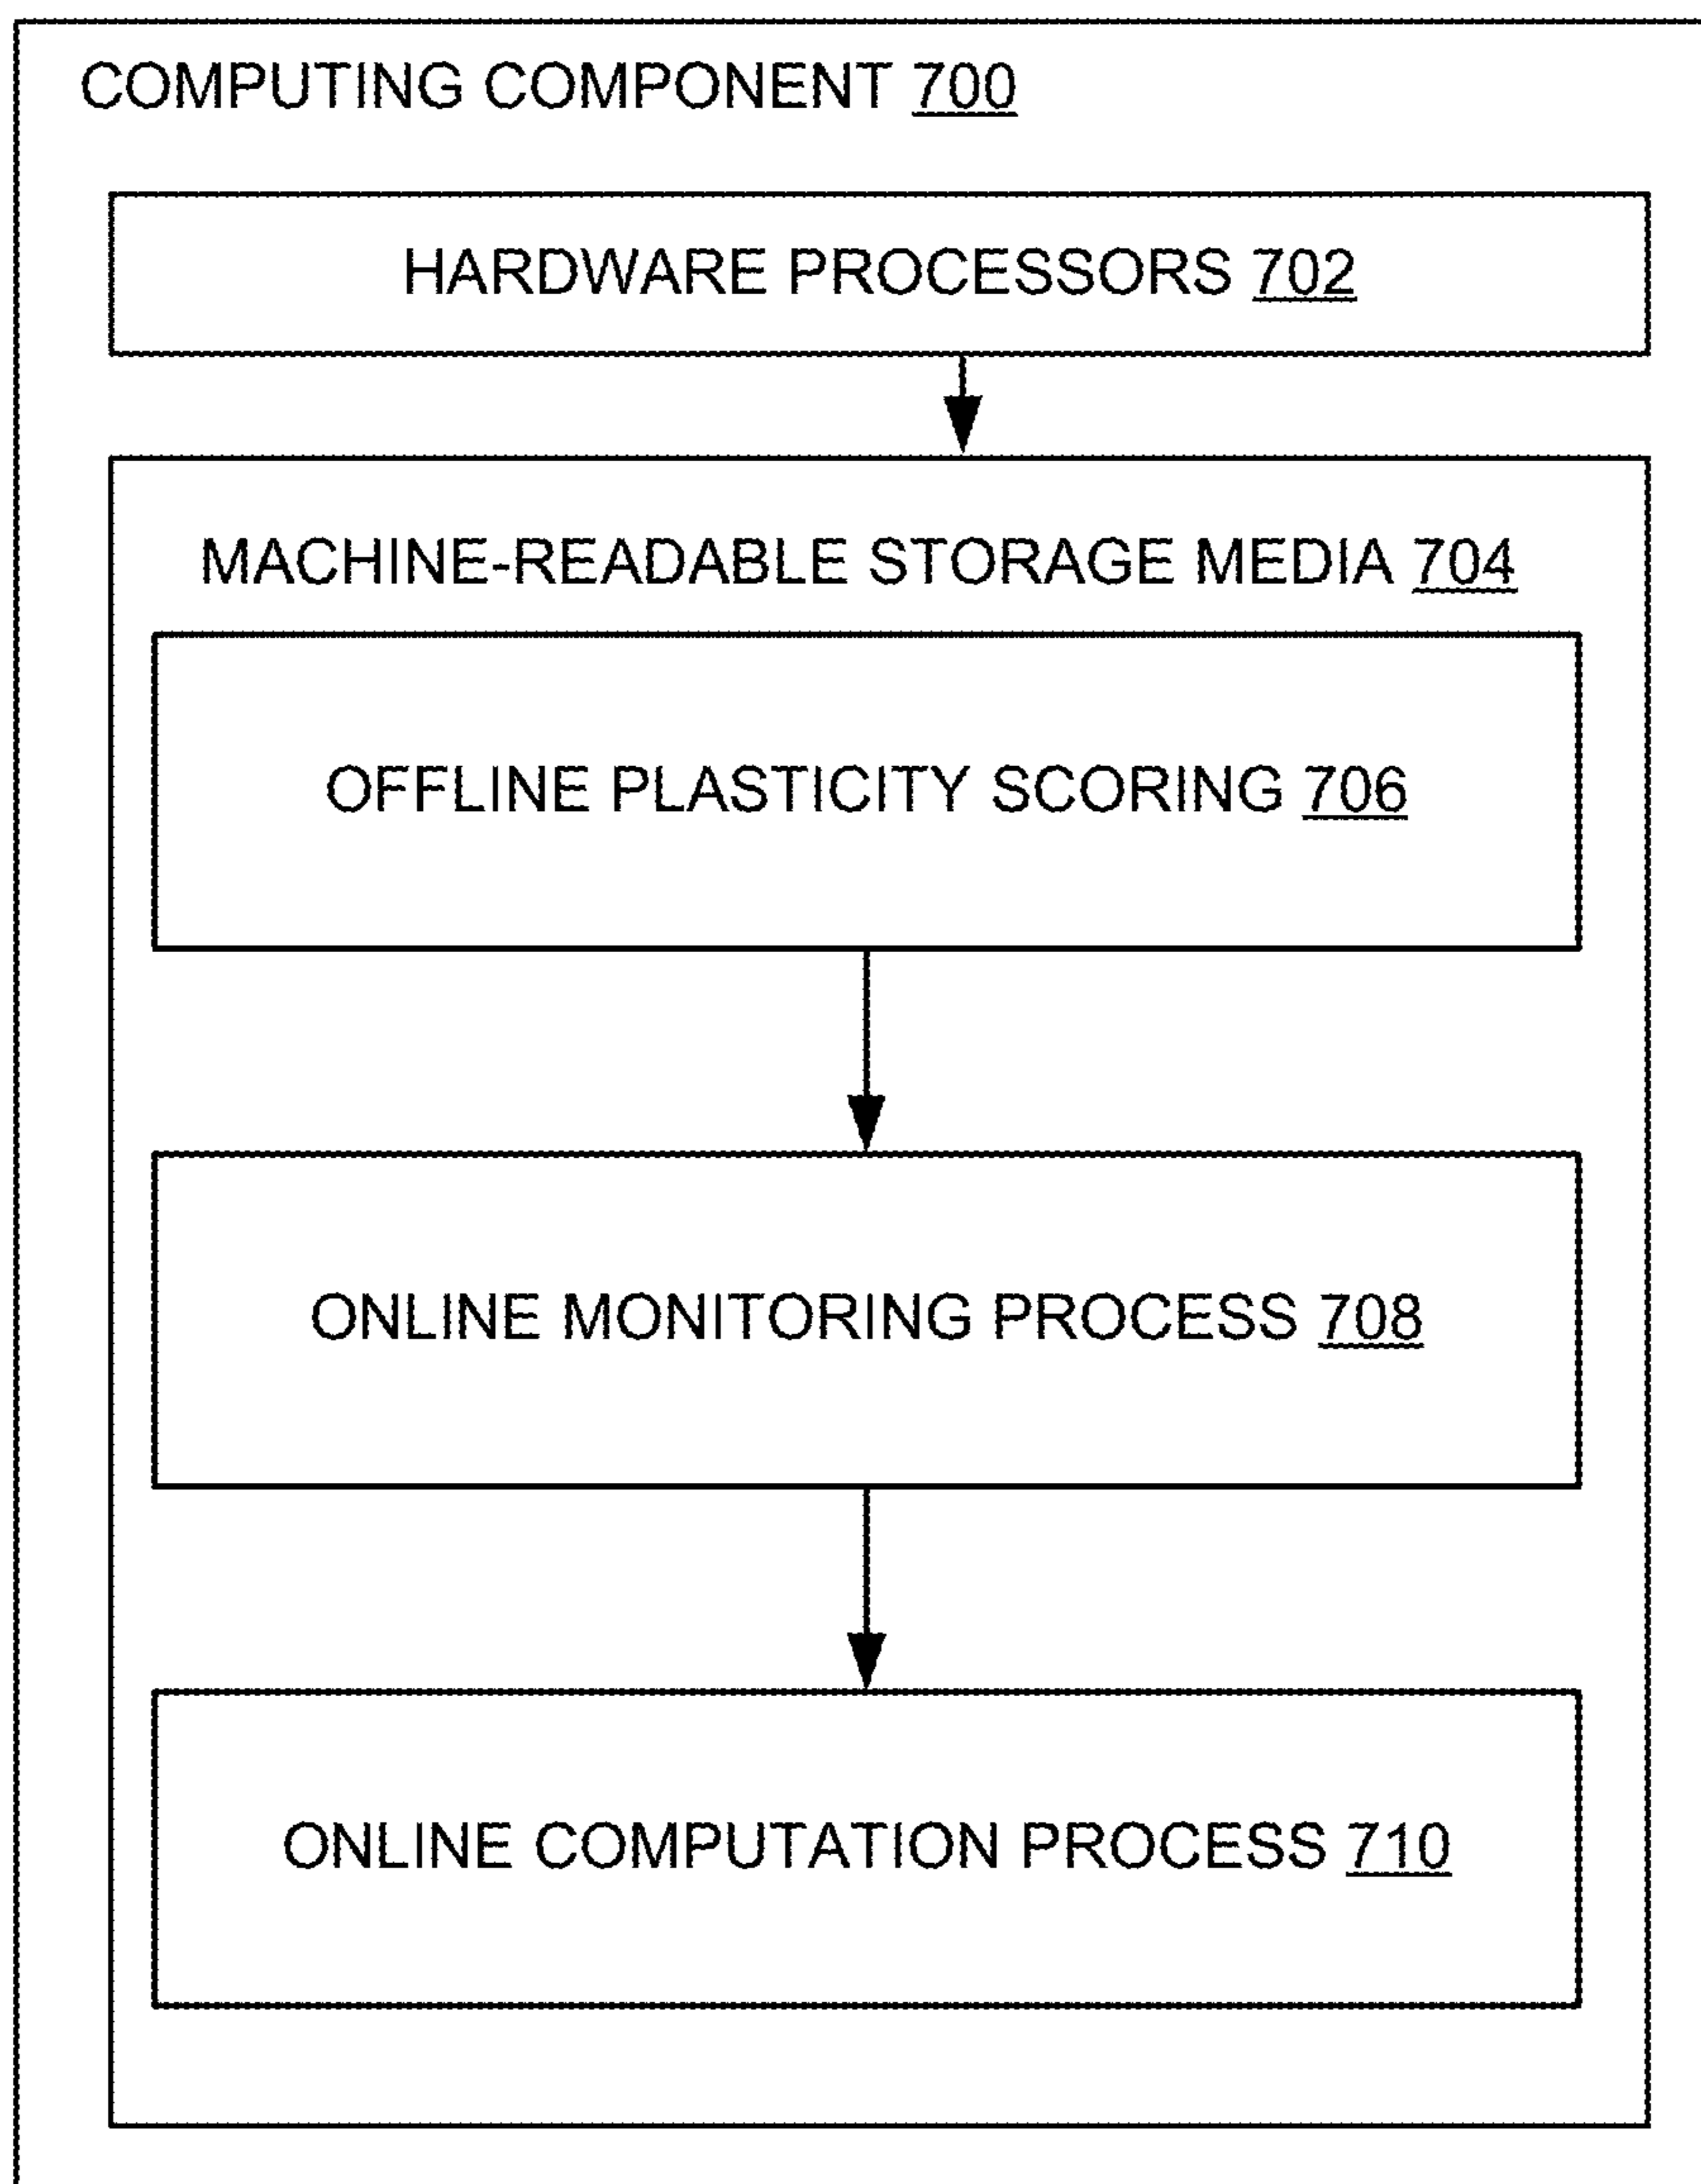 COMPUTING COMPONENT 700
HARDWARE PROCESSORS 702
MACHINE-READABLE STORAGE MEDIA 704
OFFLINE PLASTICITY SCORING 706
ONLINE MONITORING PROCESS 708
ONLINE COMPUTATION PROCESS 710